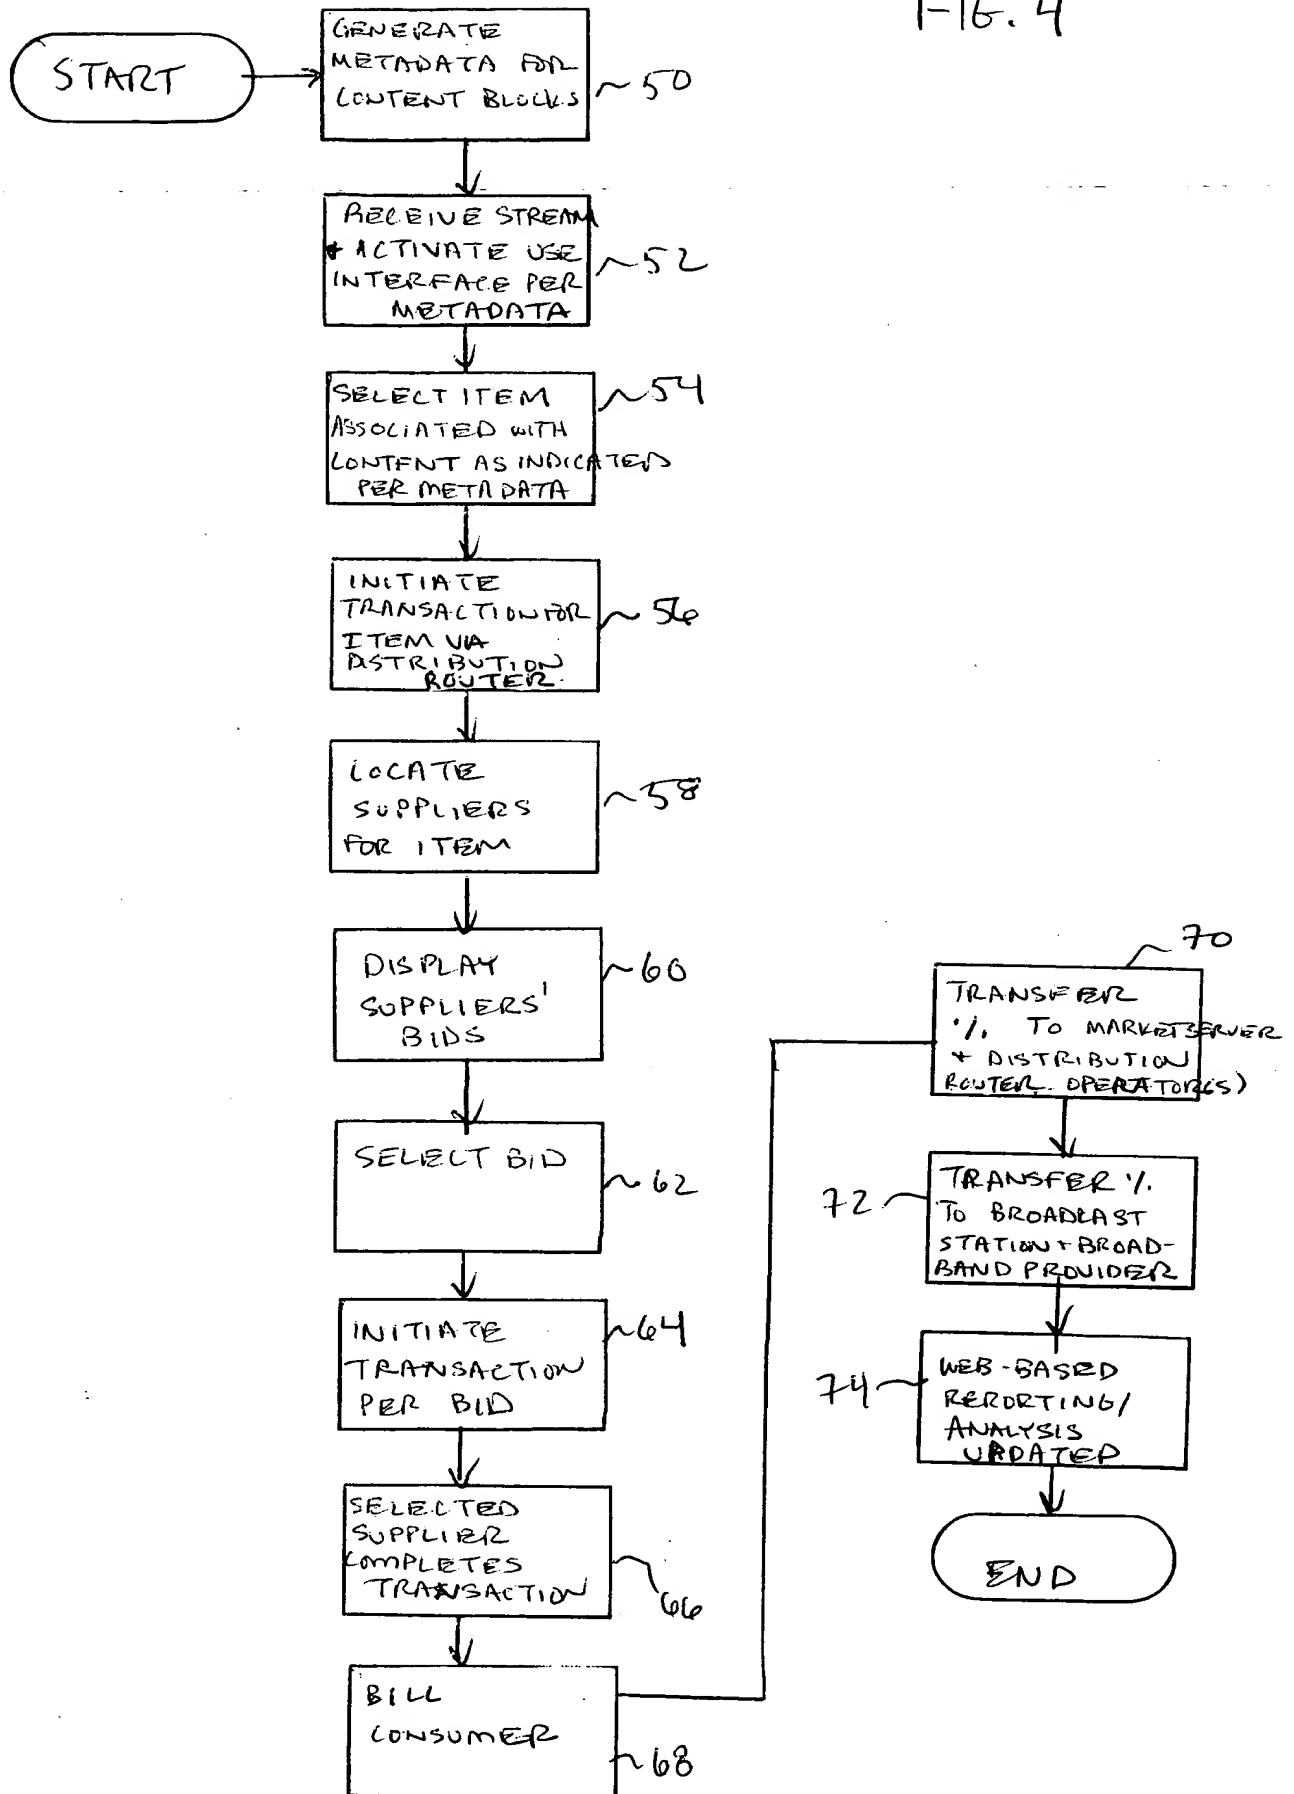 FIG. 4
START
GENERATE
METADATA FOR
CONTENT BLOCKS
50
RECEIVE STREAM
+ ACTIVATE USE
INTERFACE PER
METADATA
52
SELECT ITEM
ASSOCIATED WITH
CONTENT AS INDICATED
PER METADATA
54
INITIATE
TRANSACTION FOR
ITEM VIA
DISTRIBUTION
ROUTER.
56
LOCATE
SUPPLIERS
FOR ITEM
58
DISPLAY
SUPPLIERS'
BIDS
60
SELECT BID
62
INITIATE
TRANSACTION
PER BID
64
SELECTED
SUPPLIER
COMPLETES
TRANSACTION
66
BILL
CONSUMER
68
70
TRANSFER
% TO MARKETSERVER
+ DISTRIBUTION
ROUTER OPERATOR(S)
72
TRANSFER %
TO BROADCAST
STATION + BROAD-
BAND PROVIDER
74
WEB-BASED
REPORTING/
ANALYSIS
UPDATED
END